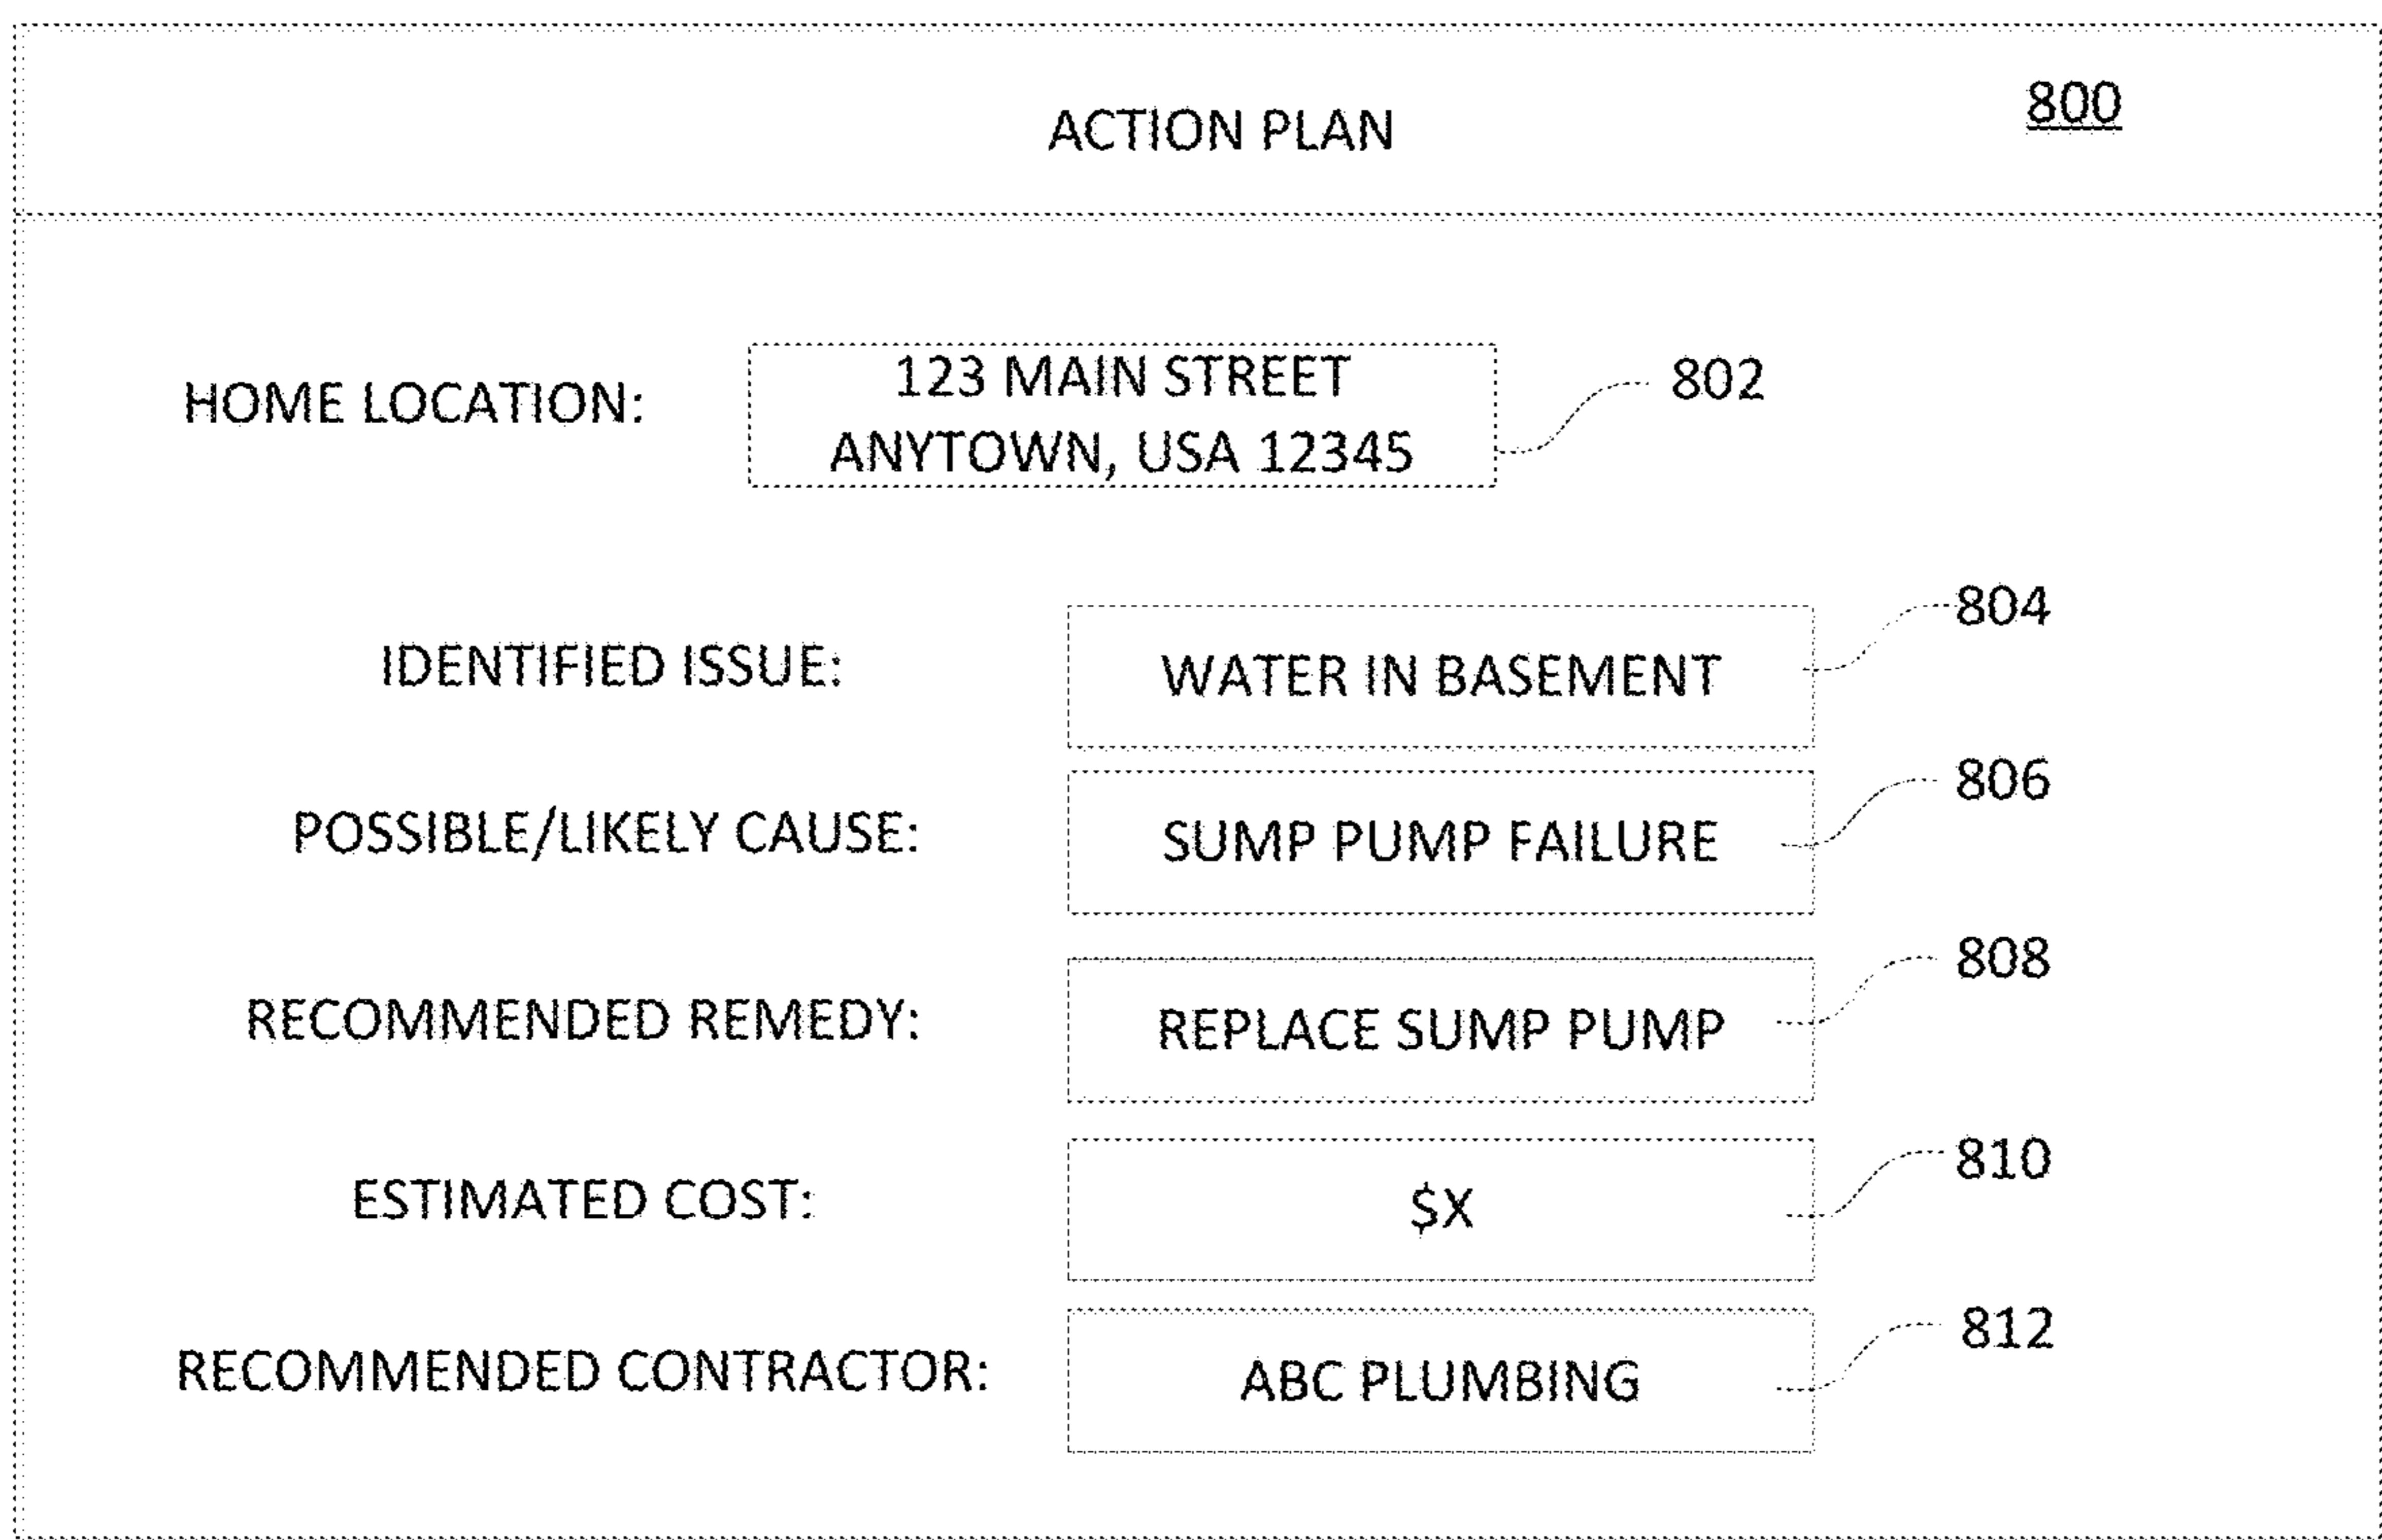 ACTION PLAN 800
HOME LOCATION: 123 MAIN STREET
ANYTOWN, USA 12345 802
IDENTIFIED ISSUE: WATER IN BASEMENT 804
POSSIBLE/LIKELY CAUSE: SUMP PUMP FAILURE 806
RECOMMENDED REMEDY: REPLACE SUMP PUMP 808
ESTIMATED COST: $X 810
RECOMMENDED CONTRACTOR: ABC PLUMBING 812